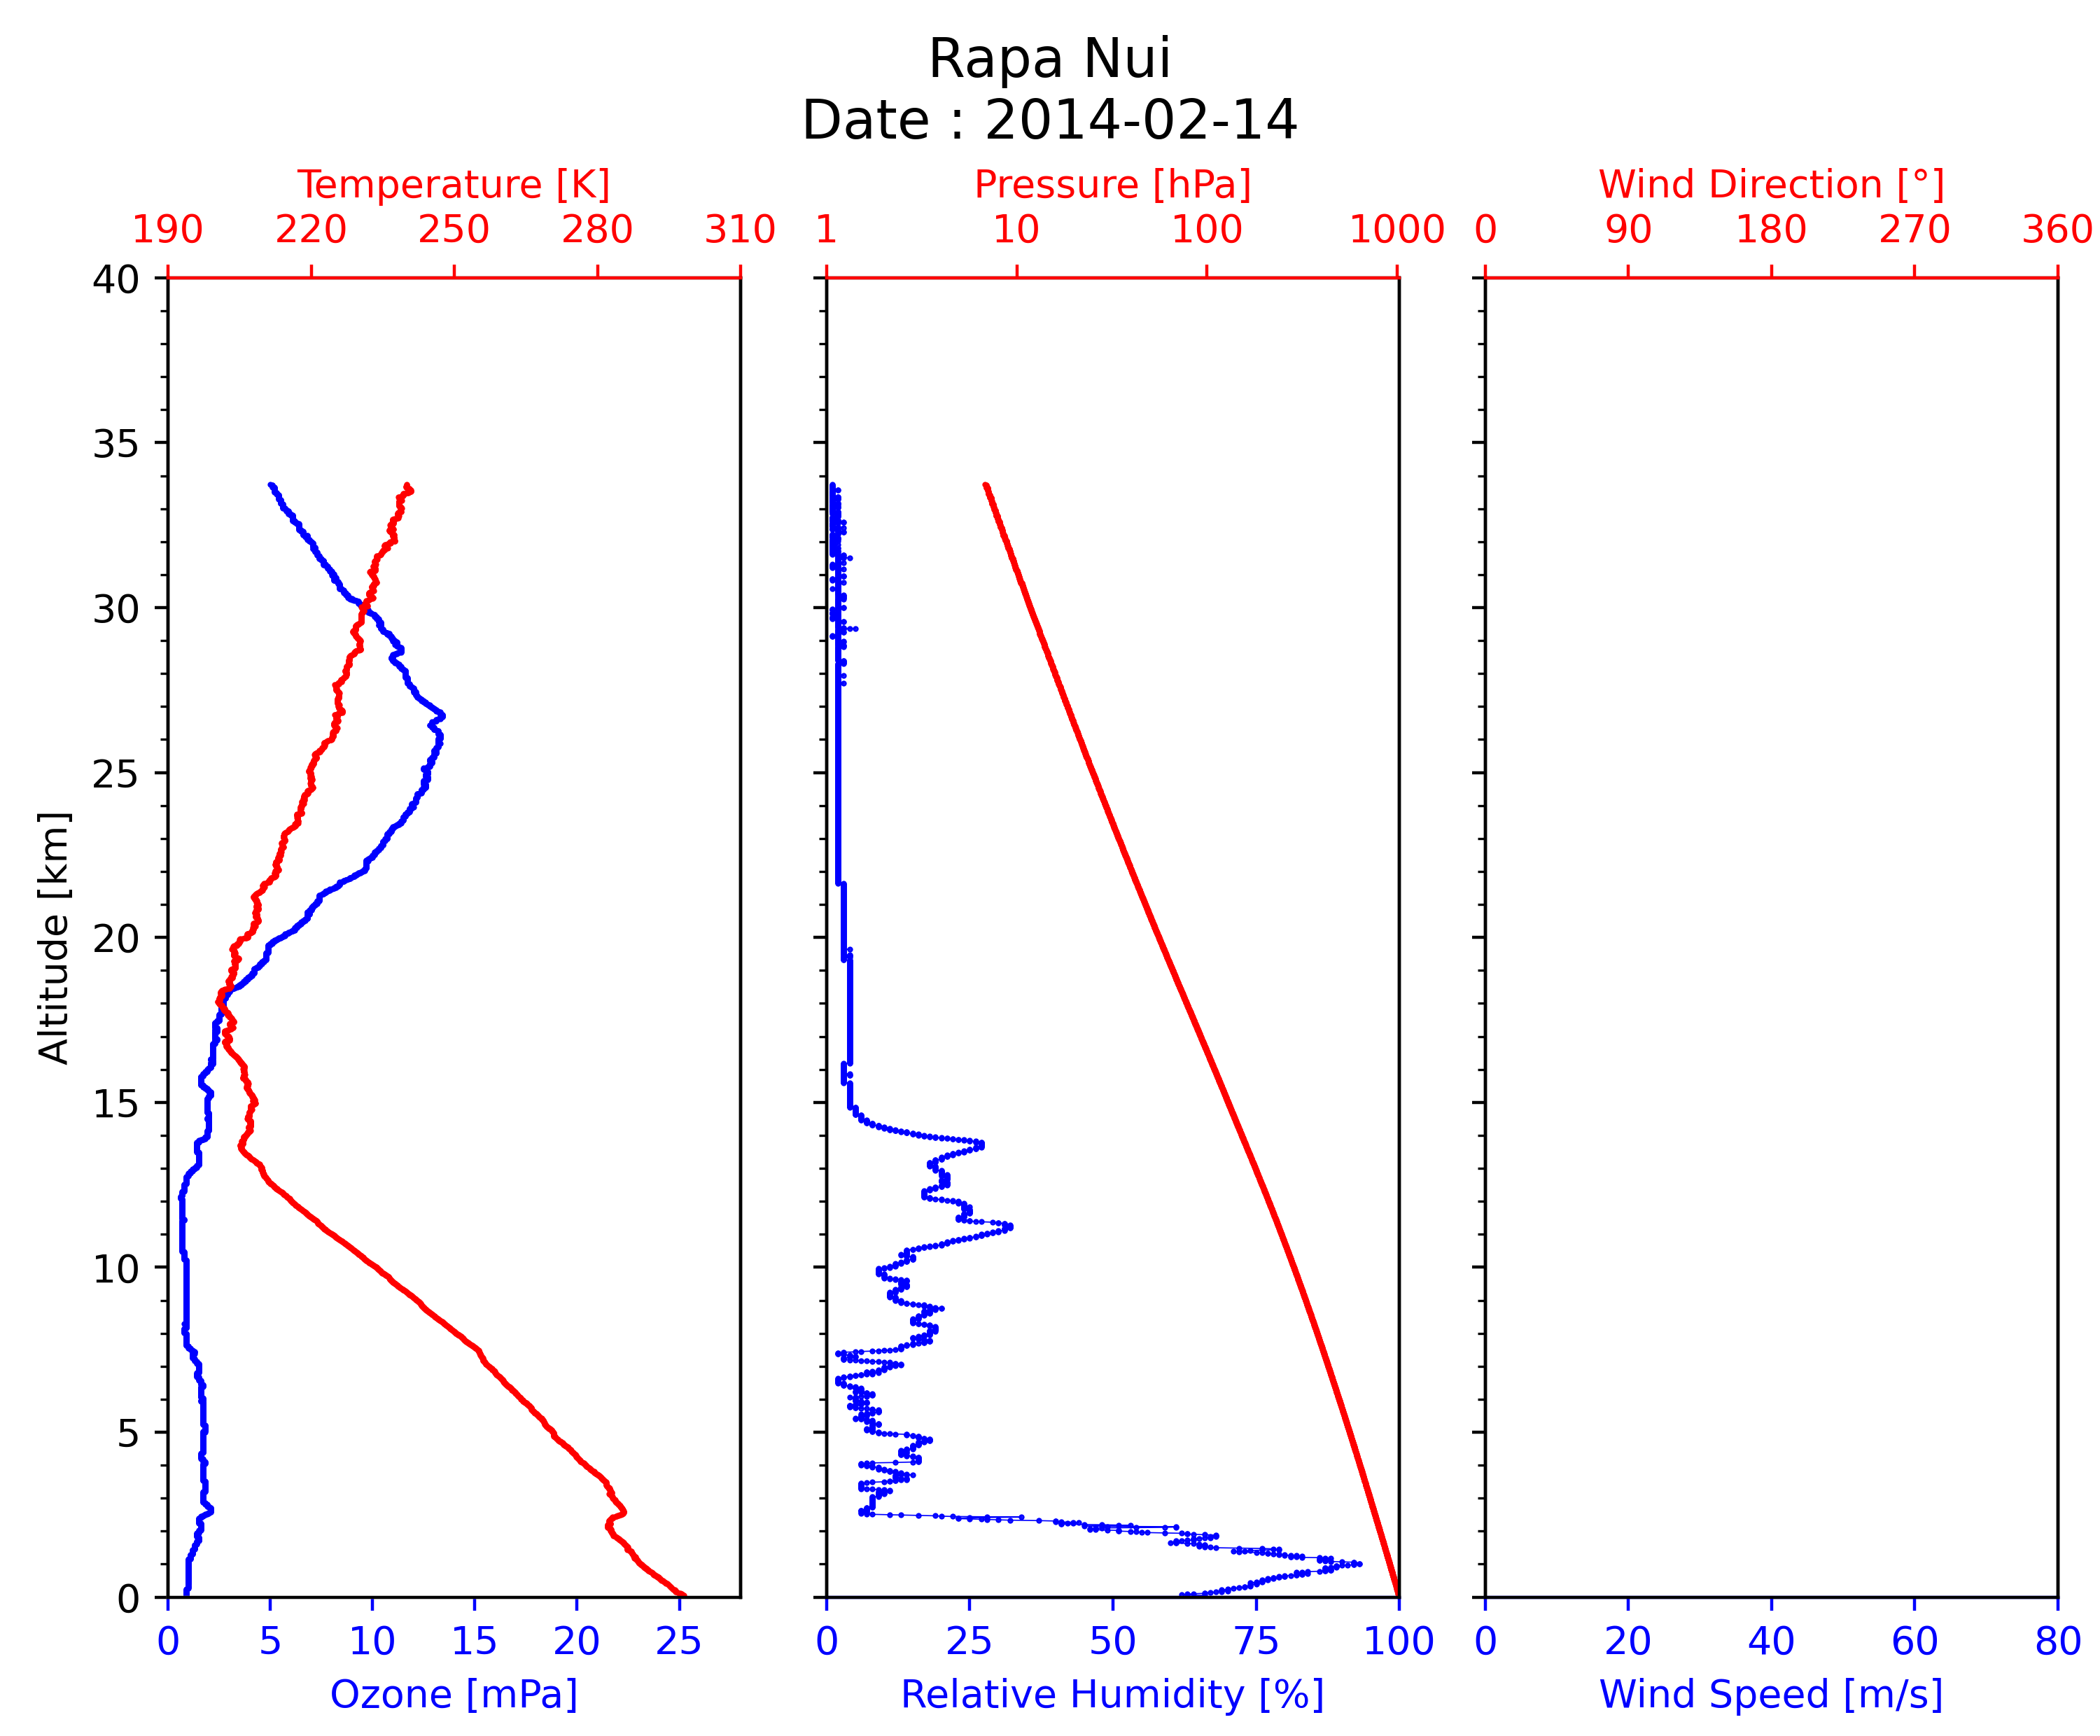 Rapa Nui
Date : 2014-02-14
Temperature [K]
190 220 250 280 310
Pressure [hPa]
1 10 100 1000
Wind Direction [°]
0 90 180 270 360
Altitude [km]
40
35
30
25
20
15
10
5
0
0 5 10 15 20 25
Ozone [mPa]
0 25 50 75 100
Relative Humidity [%]
0 20 40 60 80
Wind Speed [m/s]